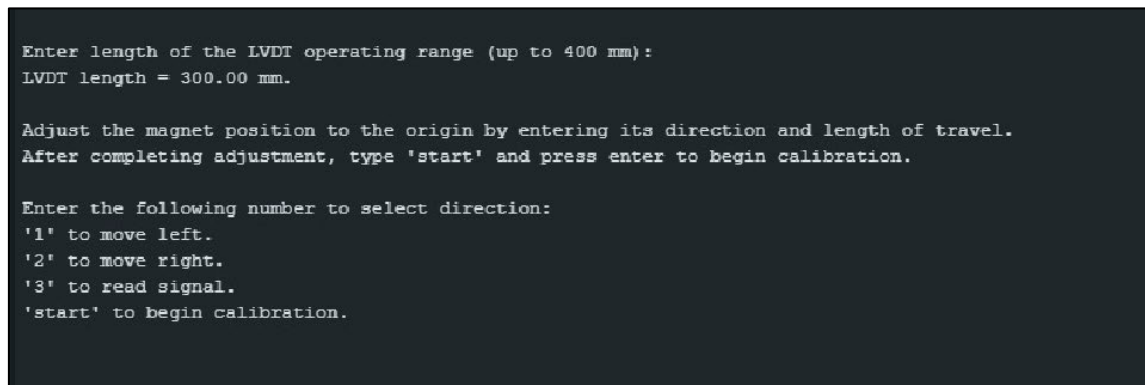 Enter length of the LVDT operating range (up to 400 mm):
LVDT length = 300.00 mm.
Adjust the magnet position to the origin by entering its direction and length of travel.
After completing adjustment, type 'start' and press enter to begin calibration.
Enter the following number to select direction:
'1' to move left.
'2' to move right.
'3' to read signal.
'start' to begin calibration.